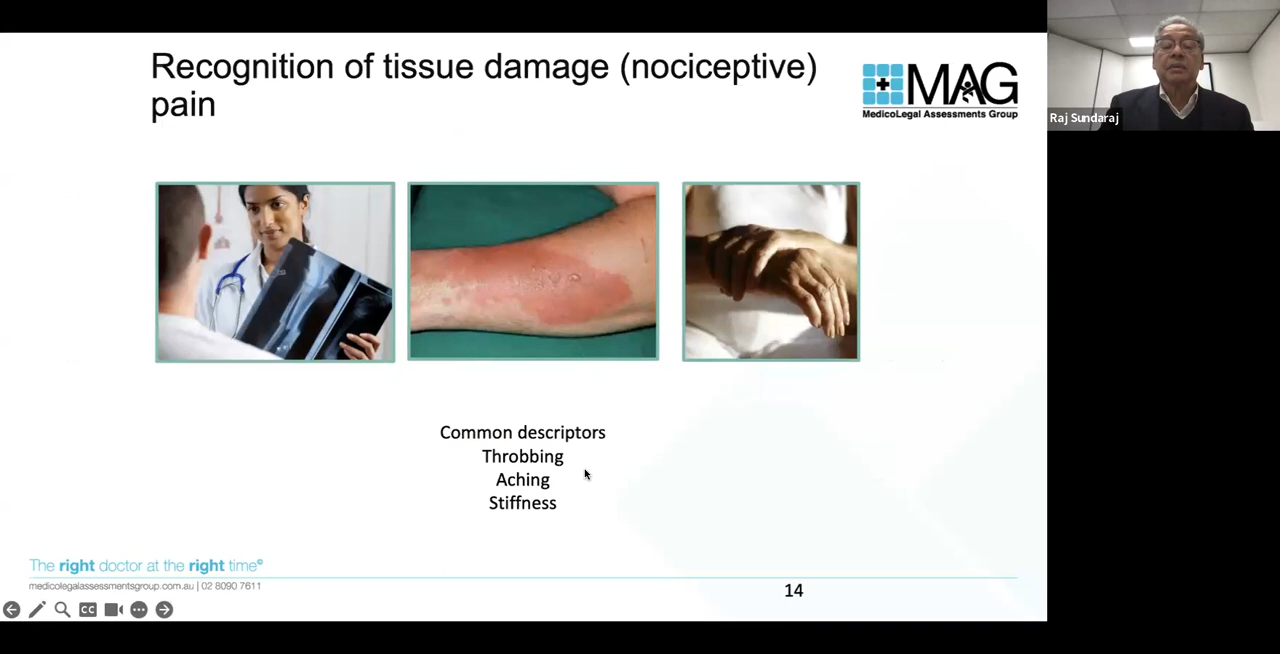 Recognition of tissue damage (nociceptive)
pain
MAG
MedicoLegal Assessments Group
Raj Sundaraj
Common descriptors
Throbbing
Aching
Stiffness
The right doctor at the right time©
medicolegalassessmentsgroup.com.au | 02 8090 7611
14
CC